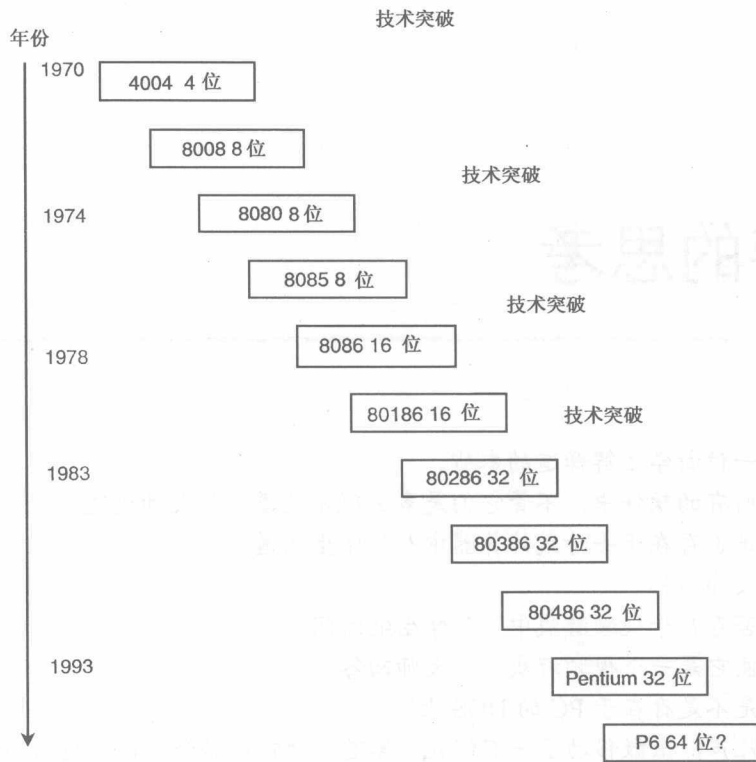 技术突破
年份
1970
4004 4 位
8008 8 位
技术突破
1974
8080 8 位
8085 8 位
技术突破
1978
8086 16 位
80186 16 位
技术突破
1983
80286 32 位
80386 32 位
80486 32 位
1993
Pentium 32 位
P6 64 位?